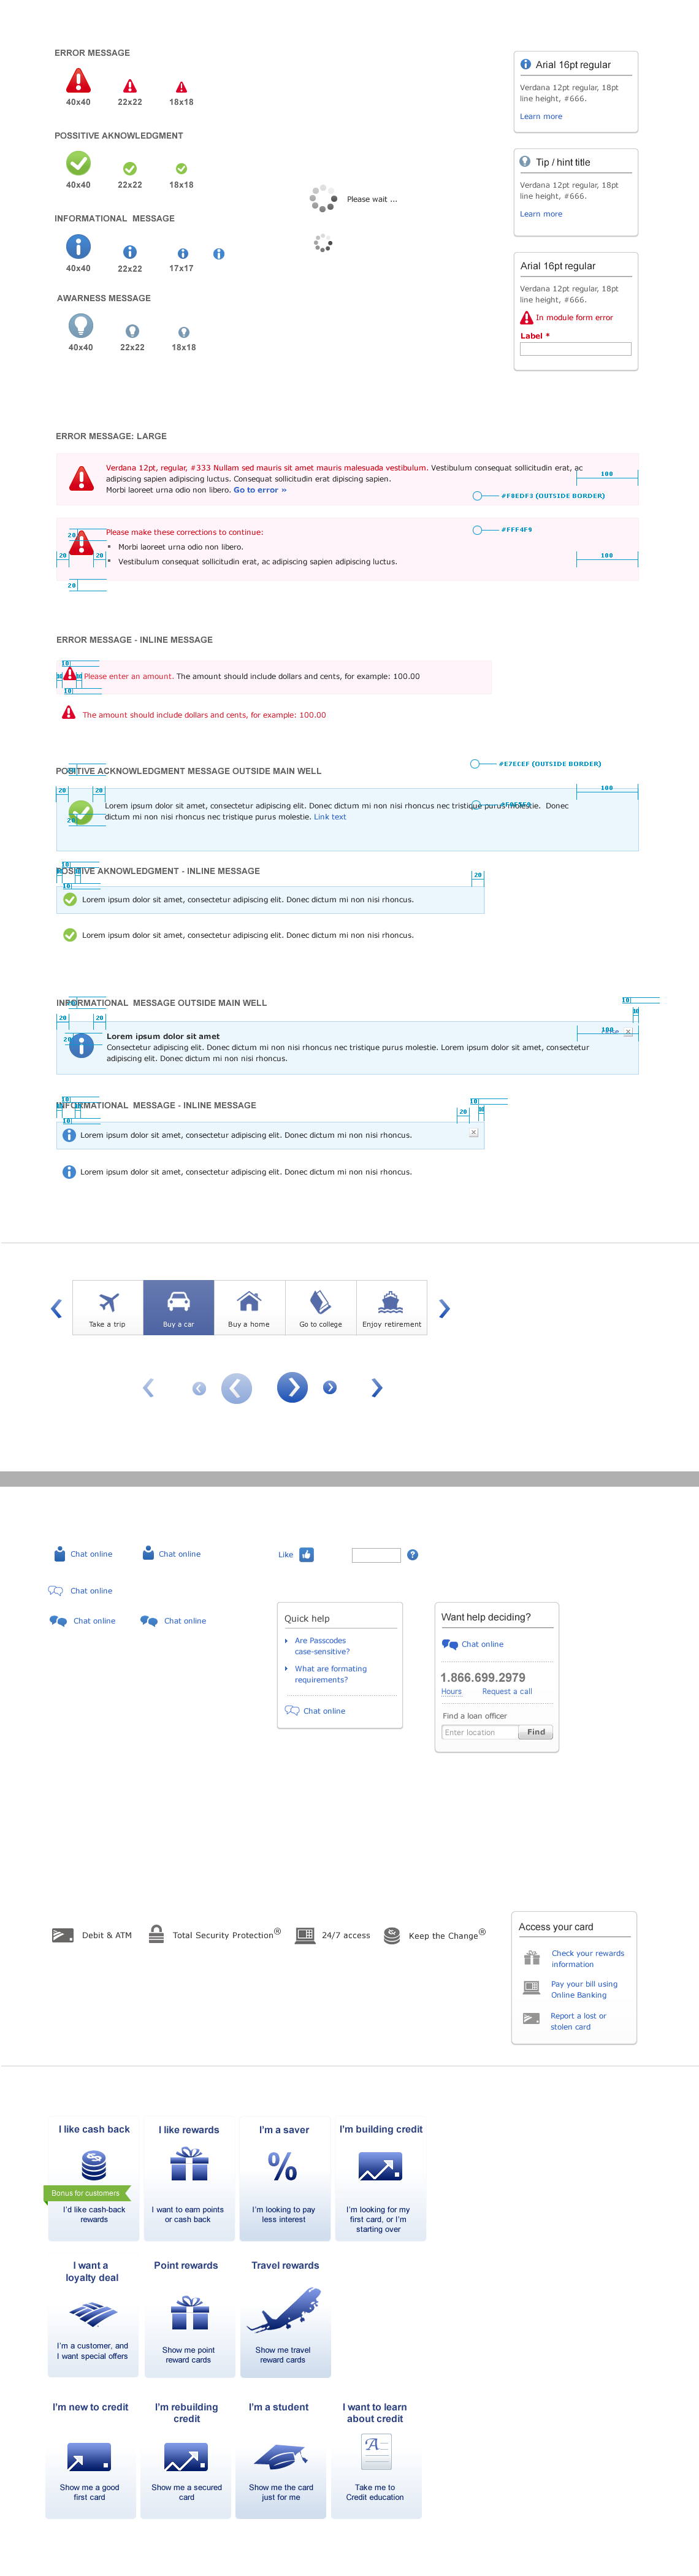 ERROR MESSAGE
40x40
22x22
18x18
POSSITIVE AKNOWLEDGMENT
40x40
22x22
18x18
INFORMATIONAL MESSAGE
40x40
22x22
17x17
AWARNESS MESSAGE
40x40
22x22
18x18
Please wait ...
Arial 16pt regular
Verdana 12pt regular, 18pt
line height, #666.
Learn more
Tip / hint title
Verdana 12pt regular, 18pt
line height, #666.
Learn more
Arial 16pt regular
Verdana 12pt regular, 18pt
line height, #666.
In module form error
Label *
ERROR MESSAGE: LARGE
Verdana 12pt, regular, #333 Nullam sed mauris sit amet mauris malesuada vestibulum. Vestibulum consequat sollicitudin erat, ac
adipiscing sapien adipiscing luctus. Consequat sollicitudin erat dipiscing sapien.
Morbi laoreet urna odio non libero. Go to error »
100
#F8EDF3 (OUTSIDE BORDER)
Please make these corrections to continue:
• Morbi laoreet urna odio non libero.
• Vestibulum consequat sollicitudin erat, ac adipiscing sapien adipiscing luctus.
#FFF4F9
20
20
20
20
100
ERROR MESSAGE - INLINE MESSAGE
10
Please enter an amount. The amount should include dollars and cents, for example: 100.00
10
The amount should include dollars and cents, for example: 100.00
POSITIVE ACKNOWLEDGMENT MESSAGE OUTSIDE MAIN WELL
#E7ECEF (OUTSIDE BORDER)
20
20
100
Lorem ipsum dolor sit amet, consectetur adipiscing elit. Donec dictum mi non nisi rhoncus nec tristique purus molestie. Donec
dictum mi non nisi rhoncus nec tristique purus molestie. Link text
20
POSITIVE AKNOWLEDGMENT - INLINE MESSAGE
10
10
20
Lorem ipsum dolor sit amet, consectetur adipiscing elit. Donec dictum mi non nisi rhoncus.
Lorem ipsum dolor sit amet, consectetur adipiscing elit. Donec dictum mi non nisi rhoncus.
INFORMATIONAL MESSAGE OUTSIDE MAIN WELL
10
20
20
20
100
Lorem ipsum dolor sit amet
Consectetur adipiscing elit. Donec dictum mi non nisi rhoncus nec tristique purus molestie. Lorem ipsum dolor sit amet, consectetur
adipiscing elit. Donec dictum mi non nisi rhoncus.
INFORMATIONAL MESSAGE - INLINE MESSAGE
10
10
10
20
Lorem ipsum dolor sit amet, consectetur adipiscing elit. Donec dictum mi non nisi rhoncus.
Lorem ipsum dolor sit amet, consectetur adipiscing elit. Donec dictum mi non nisi rhoncus.
Take a trip
Buy a car
Buy a home
Go to college
Enjoy retirement
Chat online
Chat online
Like
Chat online
Chat online
Chat online
Quick help
Are Passcodes
case-sensitive?
What are formating
requirements?
Chat online
Want help deciding?
Chat online
1.866.699.2979
Hours
Request a call
Find a loan officer
Enter location
Find
Debit & ATM
Total Security Protection®
24/7 access
Keep the Change®
Access your card
Check your rewards
information
Pay your bill using
Online Banking
Report a lost or
stolen card
I like cash back
Bonus for customers
I'd like cash-back
rewards
I like rewards
I want to earn points
or cash back
I'm a saver
%
I'm looking to pay
less interest
I'm building credit
I'm looking for my
first card, or I'm
starting over
I want a
loyalty deal
I'm a customer, and
I want special offers
Point rewards
Show me point
reward cards
Travel rewards
Show me travel
reward cards
I'm new to credit
Show me a good
first card
I'm rebuilding
credit
Show me a secured
card
I'm a student
Show me the card
just for me
I want to learn
about credit
A
Take me to
Credit education